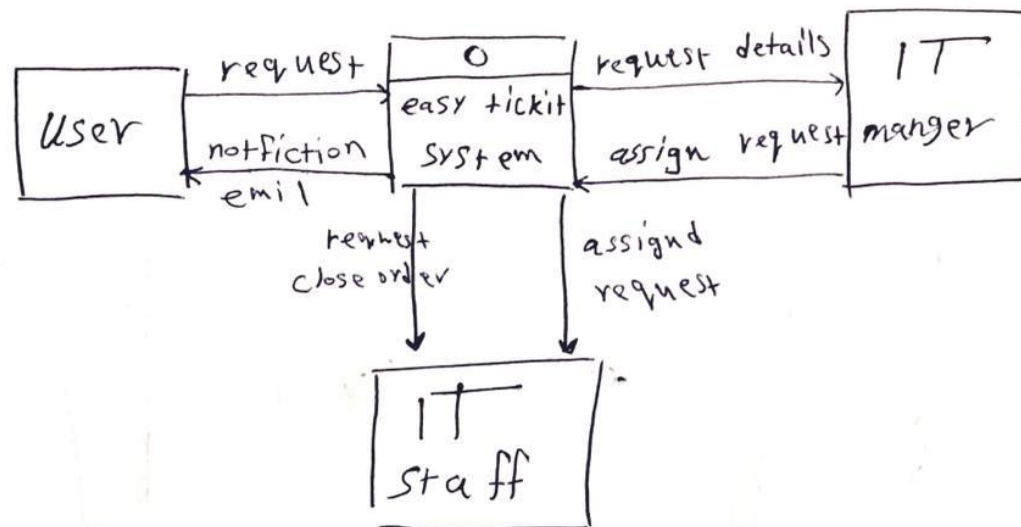 User
request
notfiction
emil
0
easy tickit
system
request details
assign request
IT
manger
request
close order
assignd
request
IT
staff